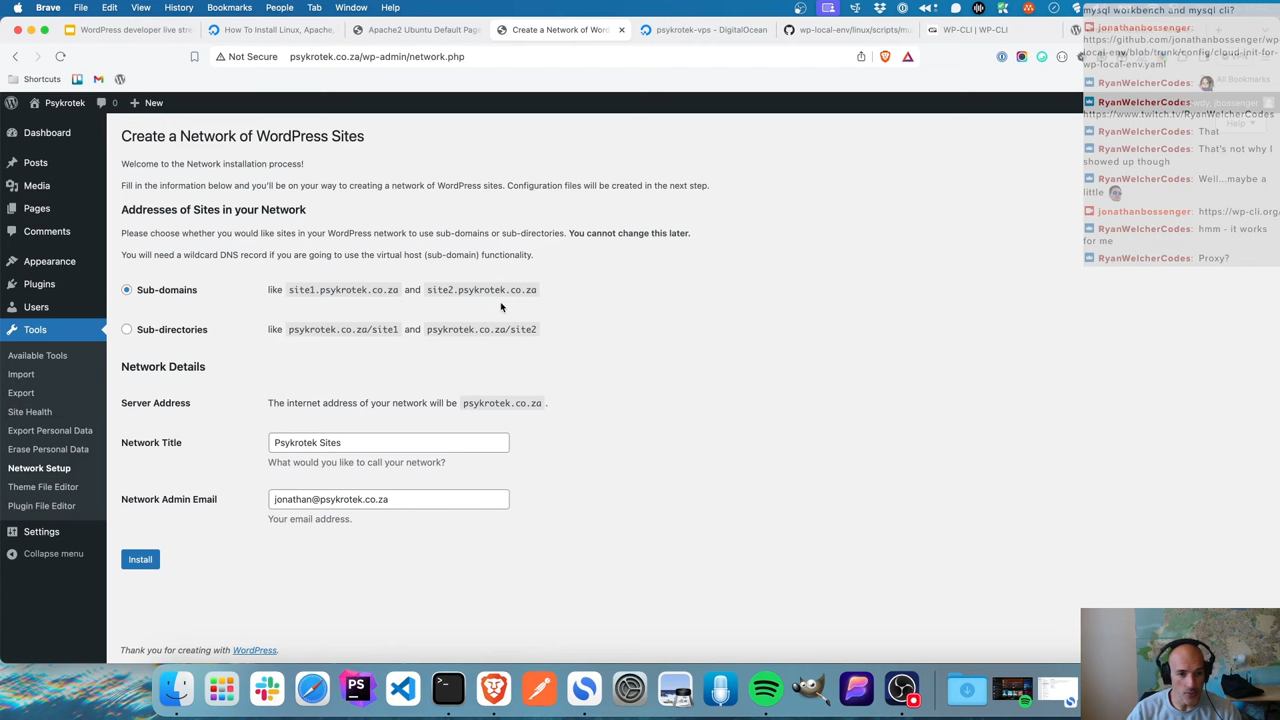 Brave Browser File Edit View History Bookmarks Profiles Tab Window Help
WordPress developer live stre
How To Install Linux, Apache,
Apache2 Ubuntu Default Page
Create a Network of WordPre
psykrotek-vps - DigitalOcean
wp-local-env/linux/scripts/ma
WP-CLI | WP-CLI
Not Secure psykrotek.co.za/wp-admin/network.php
Shortcuts
All Bookmarks
Psykrotek 0 New
Howdy, jbossenger
Help
Dashboard
Posts
Media
Pages
Comments
Appearance
Plugins
Users
Tools
Available Tools
Import
Export
Site Health
Export Personal Data
Erase Personal Data
Network Setup
Theme File Editor
Plugin File Editor
Settings
Collapse menu
Create a Network of WordPress Sites
Welcome to the Network installation process!
Fill in the information below and you'll be on your way to creating a network of WordPress sites. Configuration files will be created in the next step.
Addresses of Sites in your Network
Please choose whether you would like sites in your WordPress network to use sub-domains or sub-directories. You cannot change this later.
You will need a wildcard DNS record if you are going to use the virtual host (sub-domain) functionality.
Sub-domains like site1.psykrotek.co.za and site2.psykrotek.co.za
Sub-directories like psykrotek.co.za/site1 and psykrotek.co.za/site2
Network Details
Server Address The internet address of your network will be psykrotek.co.za .
Network Title Psykrotek Sites
What would you like to call your network?
Network Admin Email jonathan@psykrotek.co.za
Your email address.
Install
Thank you for creating with WordPress.
mysql workbench and mysql cli?
jonathanbossenger:
https://github.com/jonathanbossenger/wp-
local-env/blob/trunk/config/cloud-init-for-
wp-local-env.yaml
RyanWelcherCodes:
RyanWelcherCodes:
https://www.twitch.tv/RyanWelcherCodes
RyanWelcherCodes: That
RyanWelcherCodes: That's not why I
showed up though
RyanWelcherCodes: Well...maybe a
little
jonathanbossenger: https://wp-cli.org/
RyanWelcherCodes: hmm - it works
for me
RyanWelcherCodes: Proxy?
PS